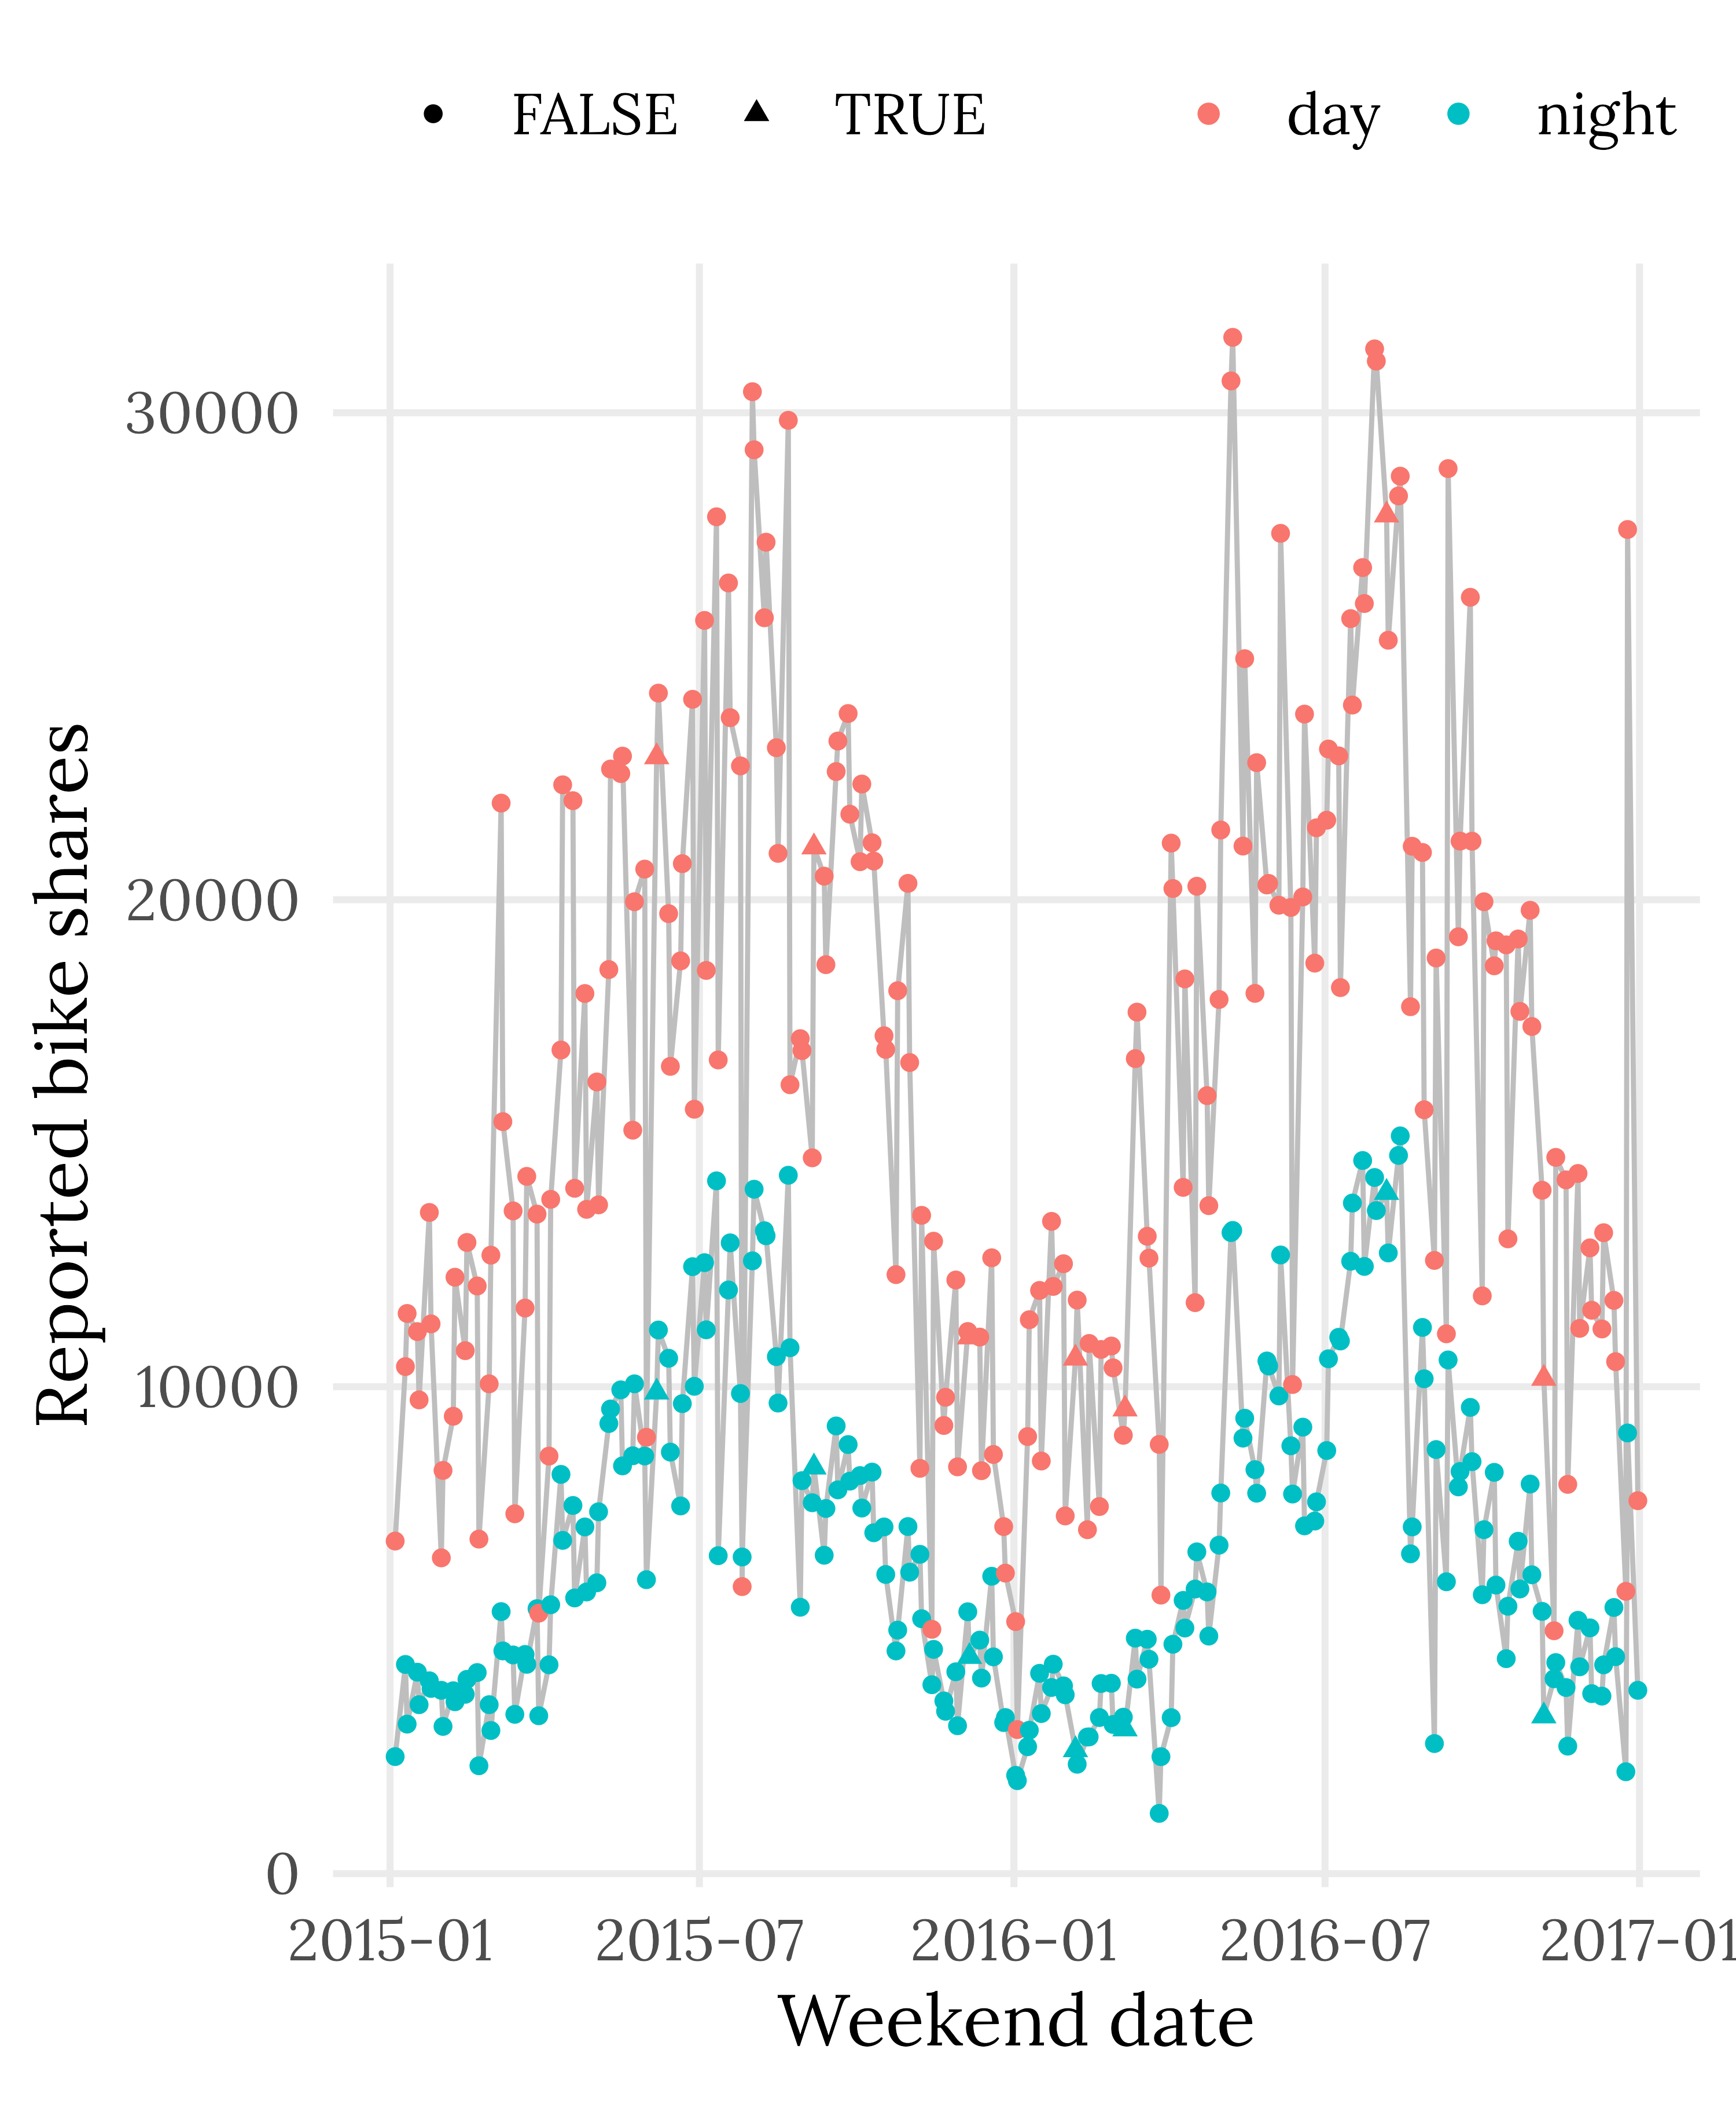 FALSE TRUE day night
Reported bike shares
30000
20000
10000
0
2015-01 2015-07 2016-01 2016-07 2017-01
Weekend date